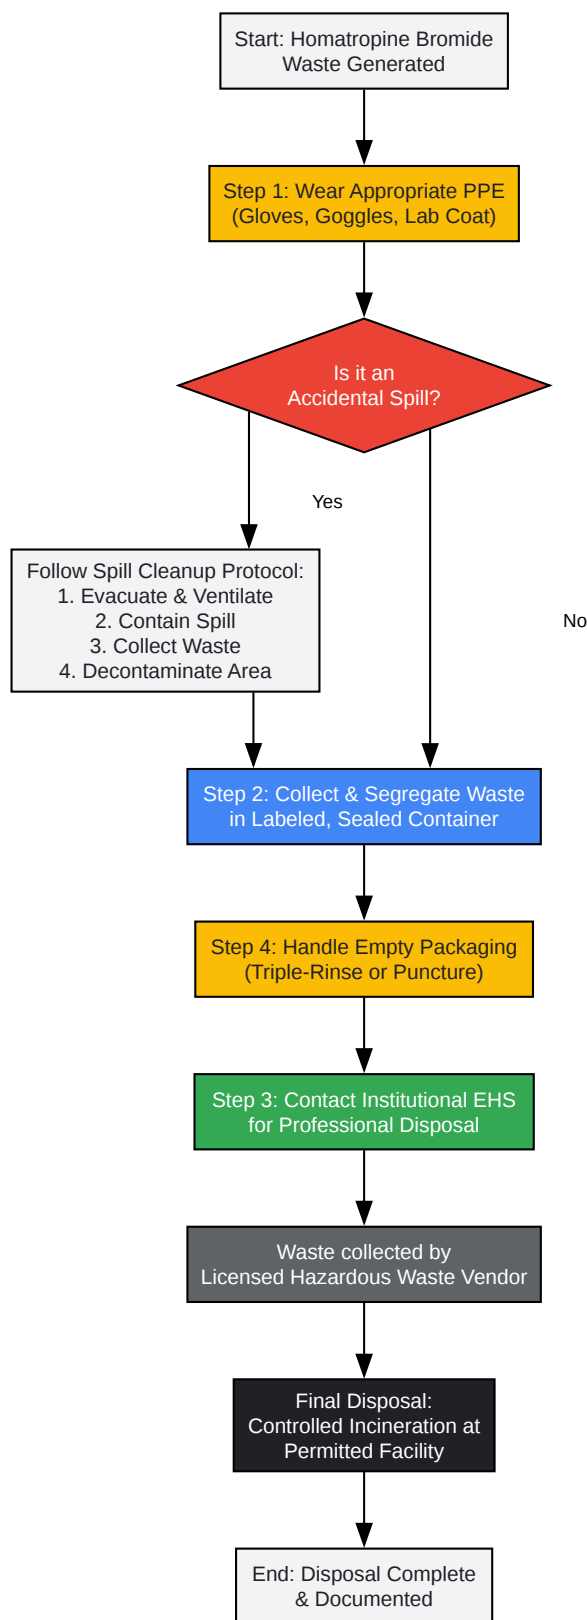 Start: Homatropine Bromide
Waste Generated
Step 1: Wear Appropriate PPE
(Gloves, Goggles, Lab Coat)
Is it an
Accidental Spill?
Yes
No
Follow Spill Cleanup Protocol:
1. Evacuate & Ventilate
2. Contain Spill
3. Collect Waste
4. Decontaminate Area
Step 2: Collect & Segregate Waste
in Labeled, Sealed Container
Step 4: Handle Empty Packaging
(Triple-Rinse or Puncture)
Step 3: Contact Institutional EHS
for Professional Disposal
Waste collected by
Licensed Hazardous Waste Vendor
Final Disposal:
Controlled Incineration at
Permitted Facility
End: Disposal Complete
& Documented